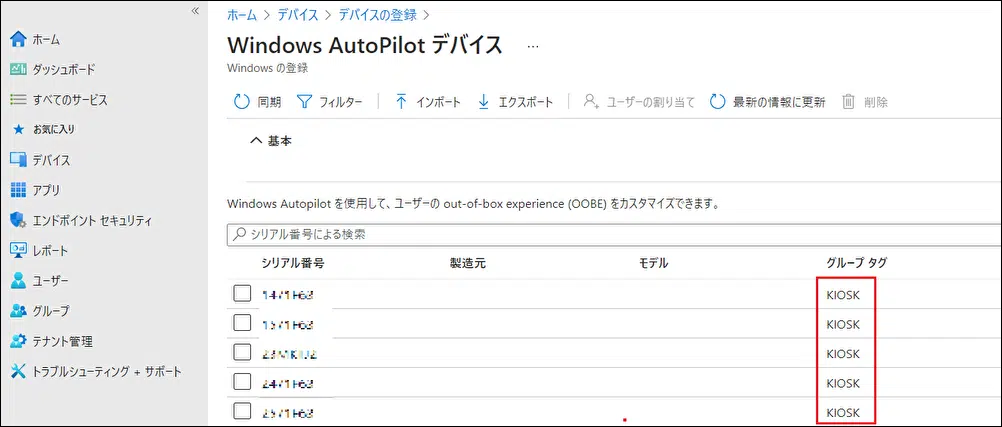 «
ホーム > デバイス > デバイスの登録 >
Windows AutoPilot デバイス ...
Windows の登録
ホーム
ダッシュボード
すべてのサービス
お気に入り
デバイス
アプリ
エンドポイント セキュリティ
レポート
ユーザー
グループ
テナント管理
トラブルシューティング + サポート
同期 フィルター インポート エクスポート ユーザーの割り当て 最新の情報に更新 削除
基本
Windows Autopilot を使用して、ユーザーの out-of-box experience (OOBE) をカスタマイズできます。
シリアル番号による検索
シリアル番号 製造元 モデル グループ タグ
KIOSK
KIOSK
KIOSK
KIOSK
KIOSK